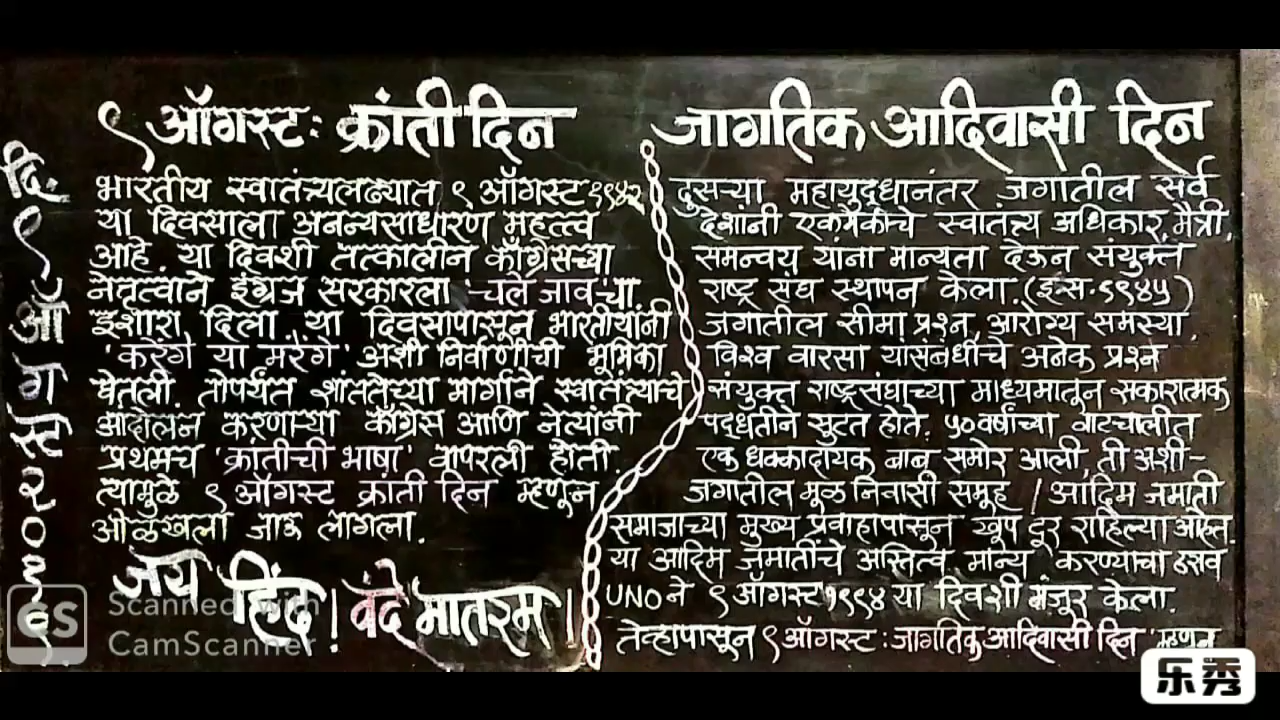 ९ ऑगस्ट: क्रांती दिन
भारतीय स्वातंत्र्यलढ्यात ९ ऑगस्ट १९४२
या दिवसाला अनन्यसाधारण महत्त्व
आहे. या दिवशी तत्कालीन काँग्रेसच्या
नेतृत्वाने इंग्रज सरकारला 'चले जाव'चा
इशारा दिला. या दिवसापासून भारतीयांनी
'करेंगे या मरेंगे' अशी निर्वाणीची भूमिका
घेतली. तोपर्यंत शांततेच्या मार्गाने स्वातंत्र्याचे
आंदोलन करणाऱ्या काँग्रेस आणि नेत्यांनी
प्रथमच 'क्रांतीची भाषा' वापरली होती.
त्यामुळे ९ ऑगस्ट क्रांती दिन म्हणून
ओळखला जाऊ लागला.
जय हिंद! वंदे मातरम!
जागतिक आदिवासी दिन
दुसऱ्या महायुद्धानंतर जगातील सर्व
देशांनी एकमेकांचे स्वातंत्र्य अधिकार, मैत्री,
समन्वय यांना मान्यता देऊन संयुक्त
राष्ट्र संघ स्थापन केला. (इ.स. १९४५)
जगातील सीमा प्रश्न, आरोग्य समस्या,
विश्व वारसा यांसंबधीचे अनेक प्रश्न
संयुक्त राष्ट्रसंघाच्या माध्यमातून सकारात्मक
पद्धतीने सुटत होते. ५० वर्षांच्या वाटचालीत
एक धक्कादायक बाब समोर आली, ती अशी-
जगातील मूळ निवासी समूह / आदिम जमाती
समाजाच्या मुख्य प्रवाहापासून खूप दूर राहिल्या आहेत.
या आदिम जमातींचे अस्तित्व मान्य करण्याचा ठराव
UNO ने ९ ऑगस्ट १९९४ या दिवशी मंजूर केला.
तेव्हापासून ९ ऑगस्ट : जागतिक आदिवासी दिन म्हणून
दि. ९ ऑगस्ट २०
CS Scanned with
CamScanner
乐秀